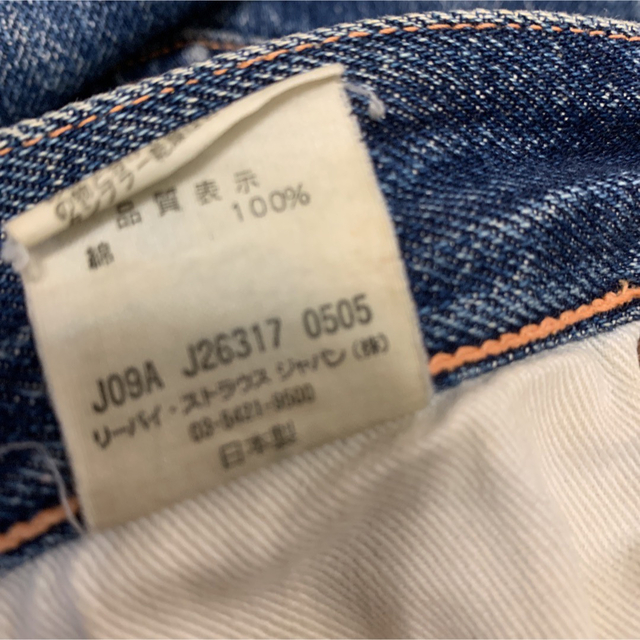 品質表示
綿 100%
J09A J26317 0505
リーバイ・ストラウス ジャパン(株)
03-5421-9500
日本製